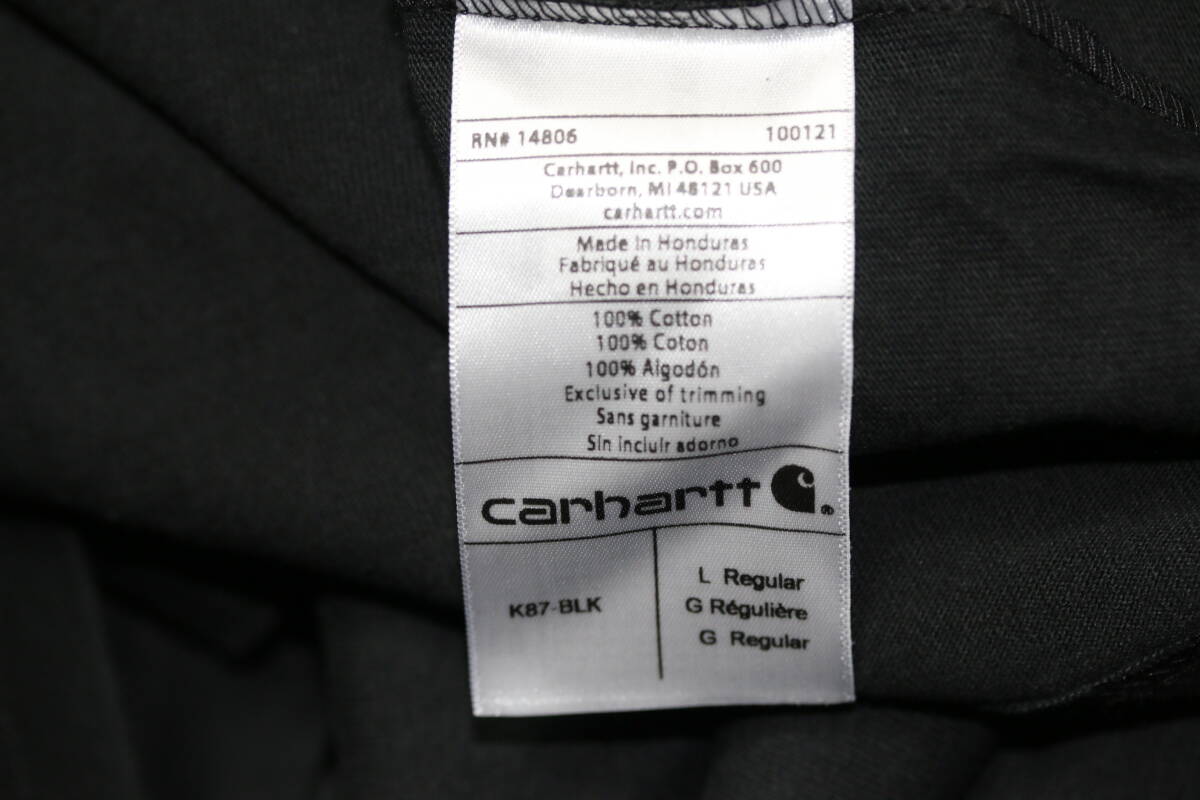 RN# 14806 100121
Carhartt, Inc. P.O. Box 600
Dearborn, MI 48121 USA
carhartt.com
Made in Honduras
Fabriqué au Honduras
Hecho en Honduras
100% Cotton
100% Coton
100% Algodón
Exclusive of trimming
Sans garniture
Sin incluir adorno
carhartt ®
K87-BLK
L Regular
G Régulière
G Regular